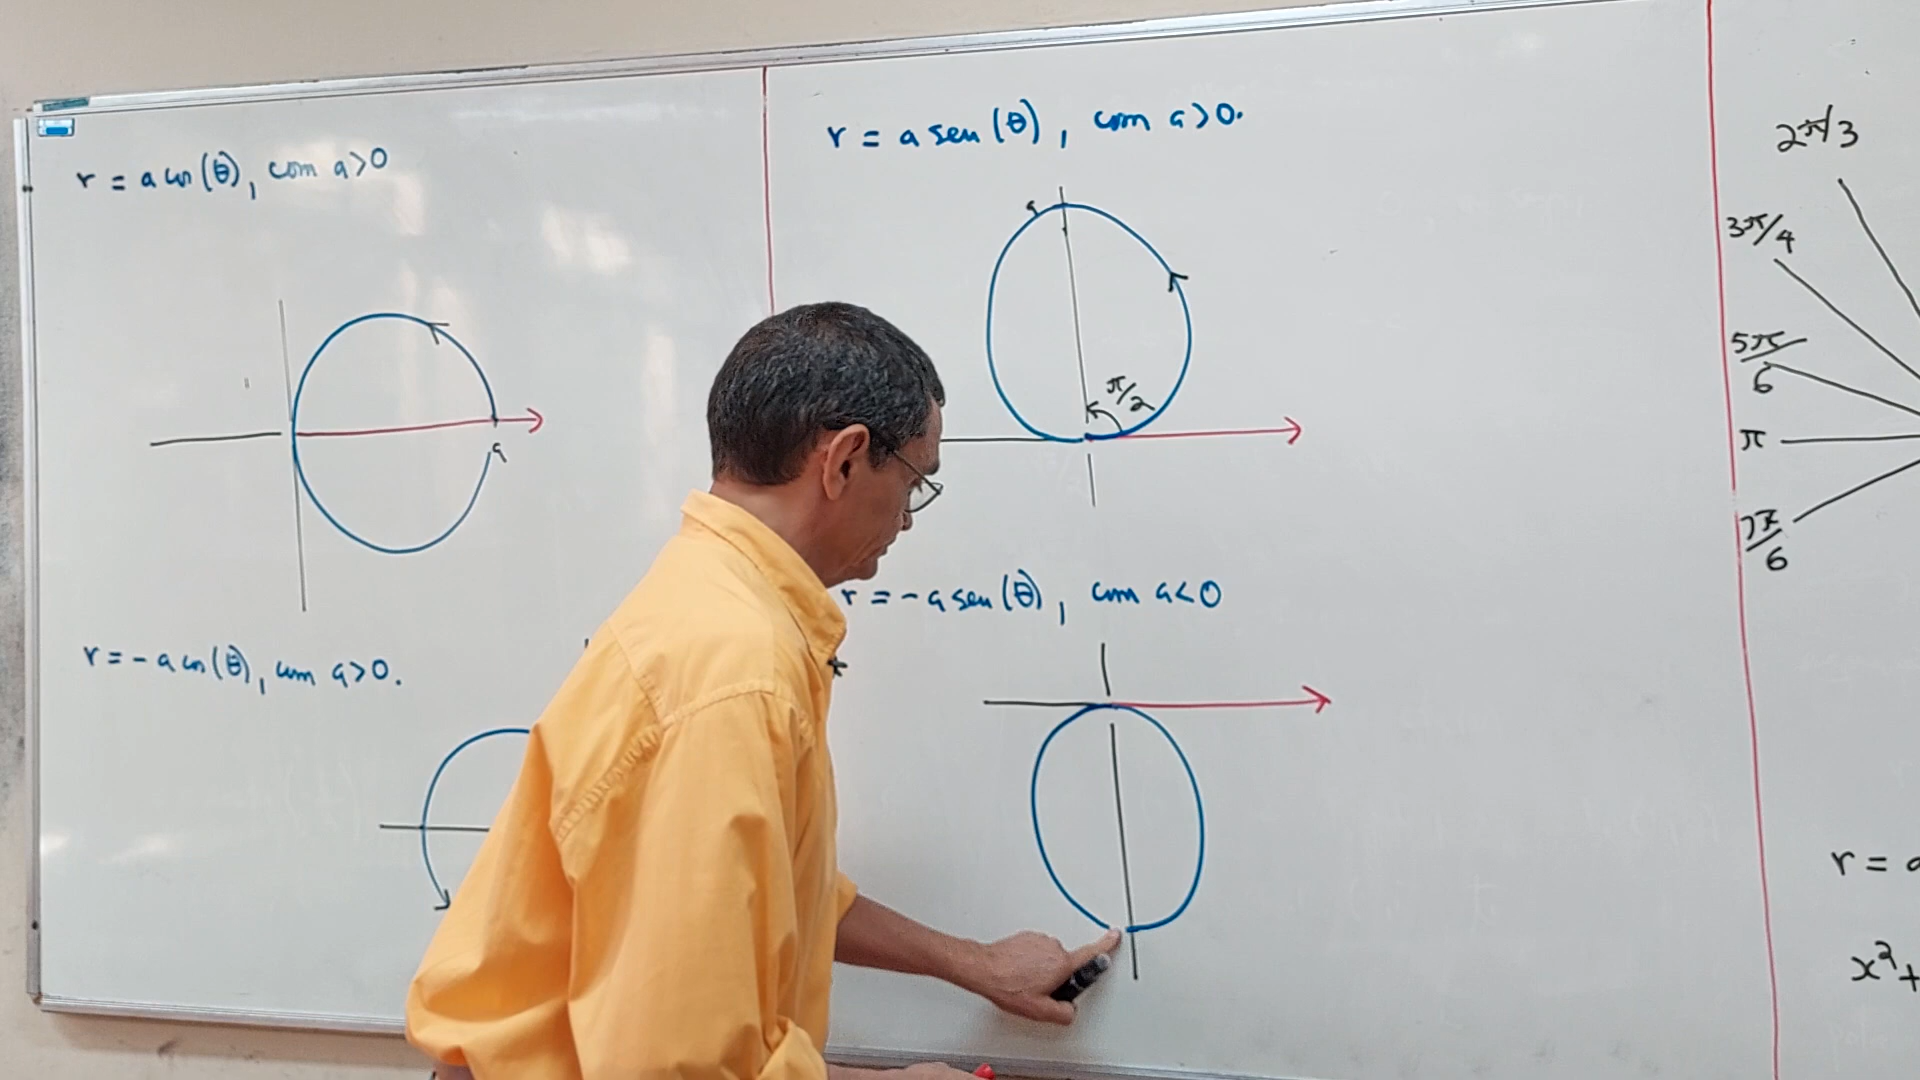 r = a cos(θ), com a>0
a
r = -a cos(θ), com a>0.
r = a sen(θ), com a>0.
a
π/2
r = -a sen(θ), com a<0
2π/3
3π/4
5π/6
π
7π/6
r = a
x²+